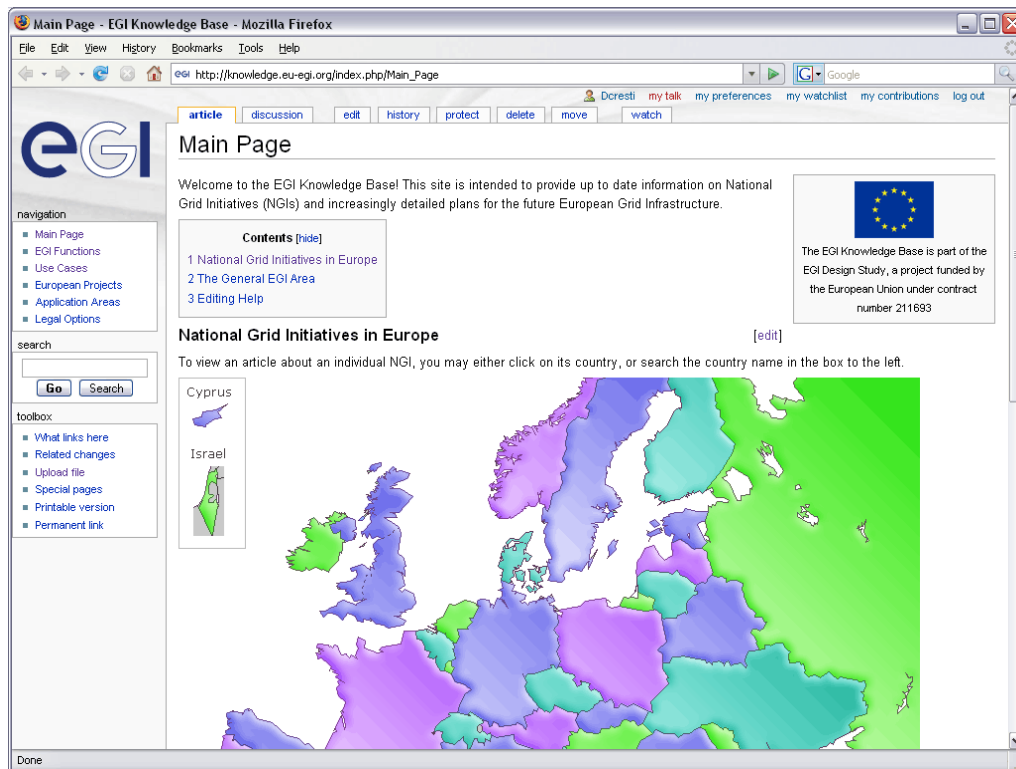 Main Page - EGI Knowledge Base - Mozilla Firefox
File Edit View History Bookmarks Tools Help
eGI http://knowledge.eu-egi.org/index.php/Main_Page
G Google
Dcresti my talk my preferences my watchlist my contributions log out
article discussion edit history protect delete move watch
eGI
Main Page
Welcome to the EGI Knowledge Base! This site is intended to provide up to date information on National
Grid Initiatives (NGIs) and increasingly detailed plans for the future European Grid Infrastructure.
The EGI Knowledge Base is part of the
EGI Design Study, a project funded by
the European Union under contract
number 211693
navigation
Main Page
EGI Functions
Use Cases
European Projects
Application Areas
Legal Options
search
Go Search
toolbox
What links here
Related changes
Upload file
Special pages
Printable version
Permanent link
Contents [hide]
1 National Grid Initiatives in Europe
2 The General EGI Area
3 Editing Help
National Grid Initiatives in Europe [edit]
To view an article about an individual NGI, you may either click on its country, or search the country name in the box to the left.
Cyprus
Israel
Done